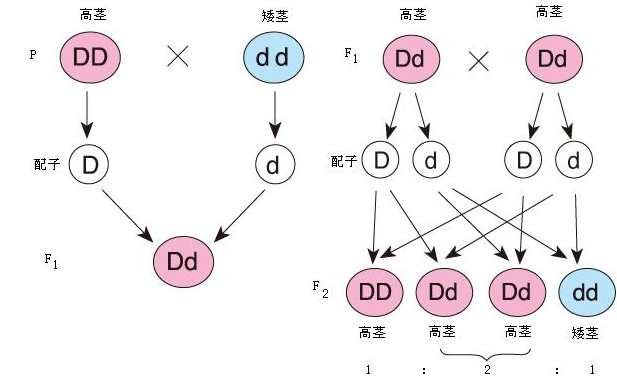 高茎 矮茎 高茎 高茎
P DD × dd F1 Dd × Dd
配子 D d 配子 D d D d
F1 Dd
F2 DD Dd Dd dd
高茎 高茎 高茎 矮茎
1 : 2 : 1